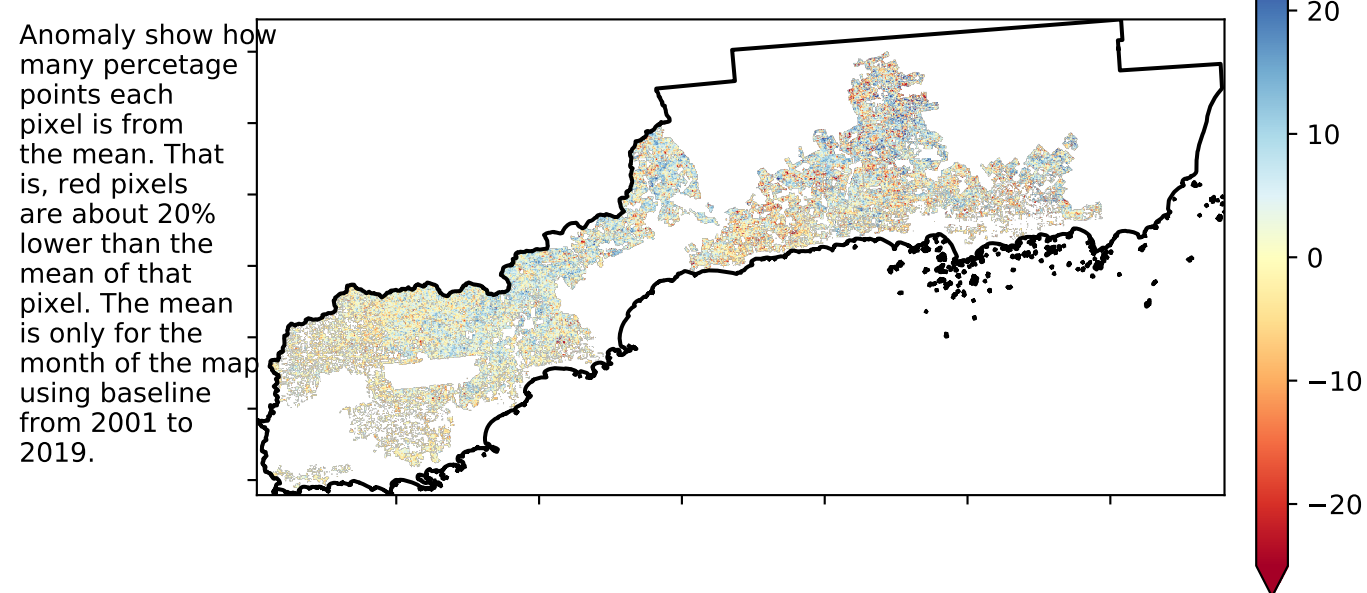 Anomaly show how
many percetage
points each
pixel is from
the mean. That
is, red pixels
are about 20%
lower than the
mean of that
pixel. The mean
is only for the
month of the map
using baseline
from 2001 to
2019.
20
10
0
−10
−20